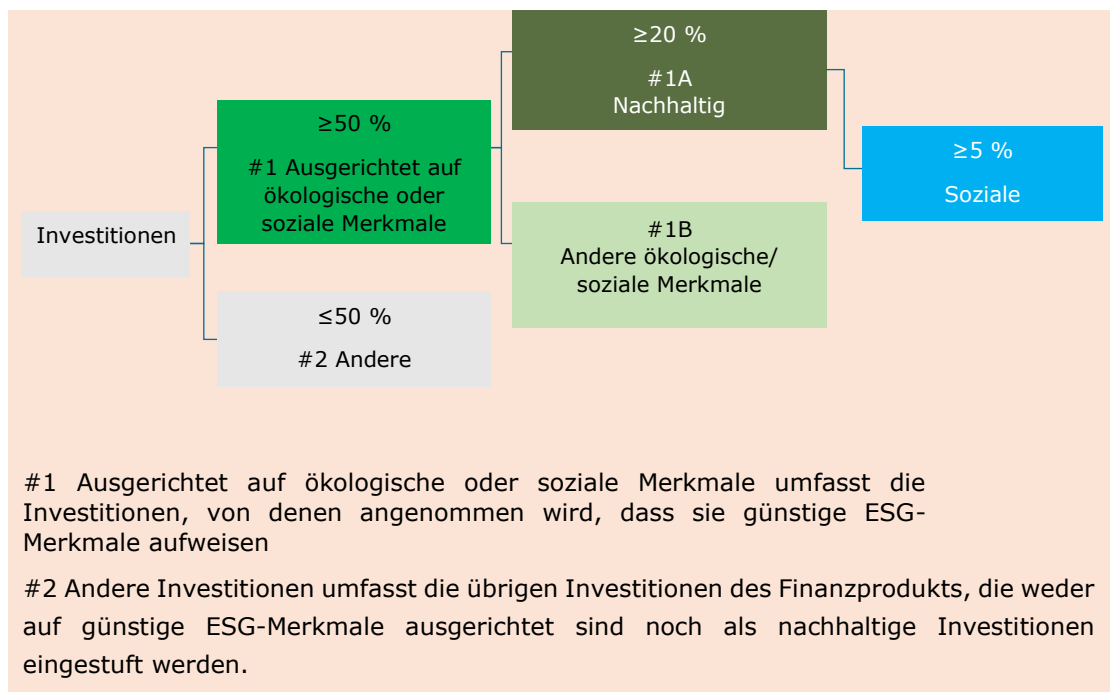 Investitionen
≥50 %
#1 Ausgerichtet auf
ökologische oder
soziale Merkmale
≤50 %
#2 Andere
≥20 %
#1A
Nachhaltig
#1B
Andere ökologische/
soziale Merkmale
≥5 %
Soziale
#1 Ausgerichtet auf ökologische oder soziale Merkmale umfasst die
Investitionen, von denen angenommen wird, dass sie günstige ESG-
Merkmale aufweisen
#2 Andere Investitionen umfasst die übrigen Investitionen des Finanzprodukts, die weder
auf günstige ESG-Merkmale ausgerichtet sind noch als nachhaltige Investitionen
eingestuft werden.